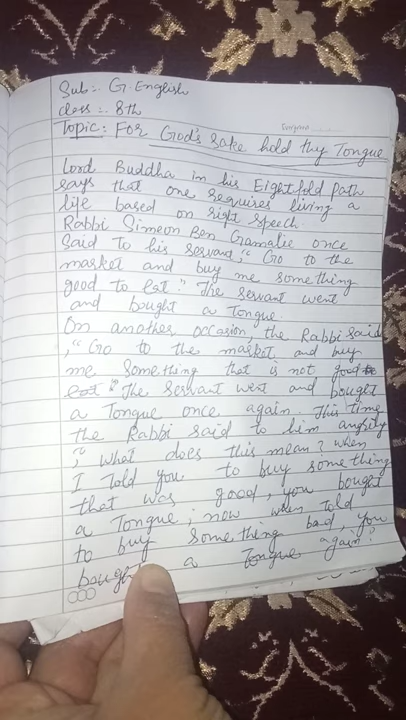 Sub:- G. English
class :- 8th
Topic: For God's sake hold thy Tongue
Lord Buddha in his Eightfold Path
says that one requires living a
life based on right speech
Rabbi Simeon Ben Gramalie once
said to his servant "Go to the
market and buy me something
good to Eat." The servant went
and bought a Tongue.
On another occasion, the Rabbi said
, "Go to the market and buy
me something that is not good to
eat" The servant went and bought
a Tongue once again. This time
the Rabbi said to him angrily
, "What does this mean? when
I Told you to buy something
that was good, you bought
a Tongue; now when Told
to buy something bad, you
bought a Tongue again?